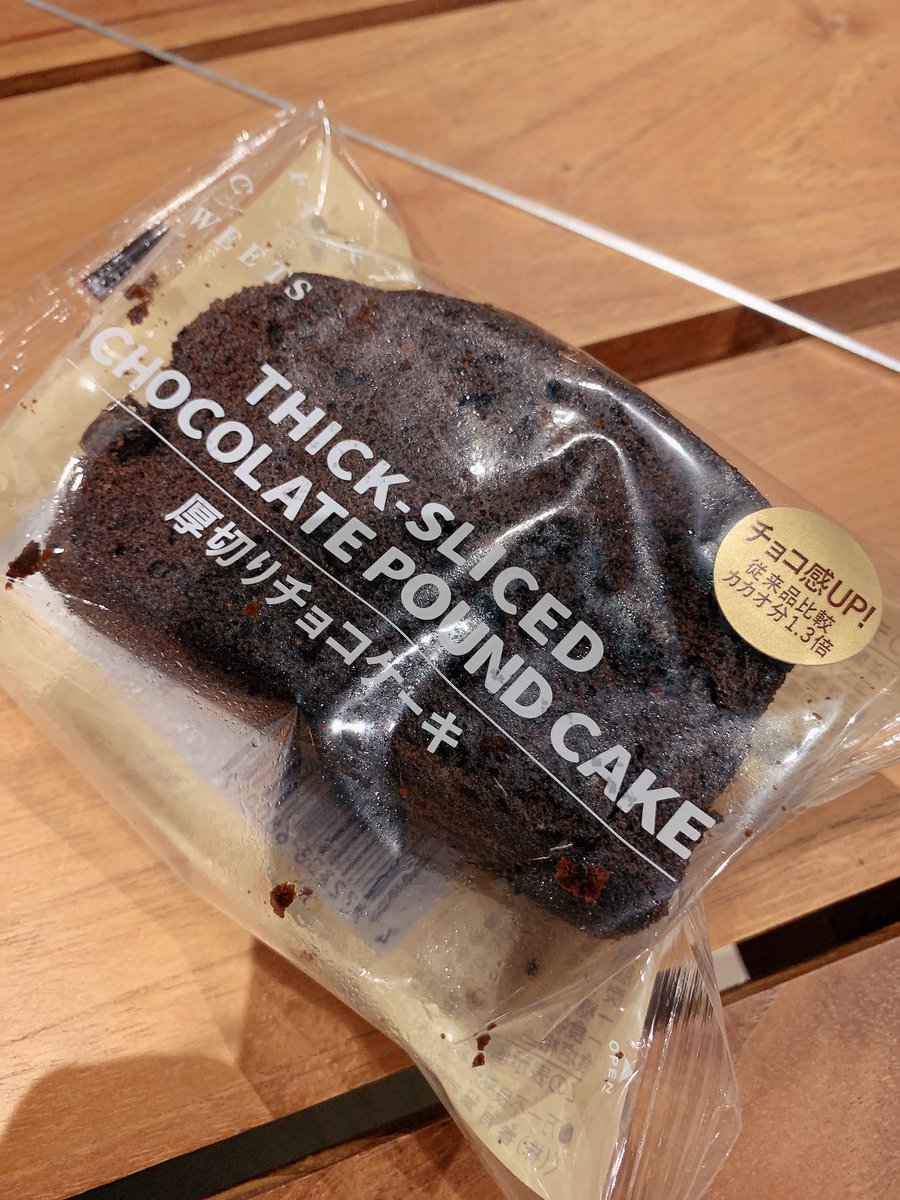 SWEETS
THICK-SLICED
CHOCOLATE POUND CAKE
厚切りチョコケーキ
チョコ感UP!
従来品比較
カカオ分1.3倍
OPEN